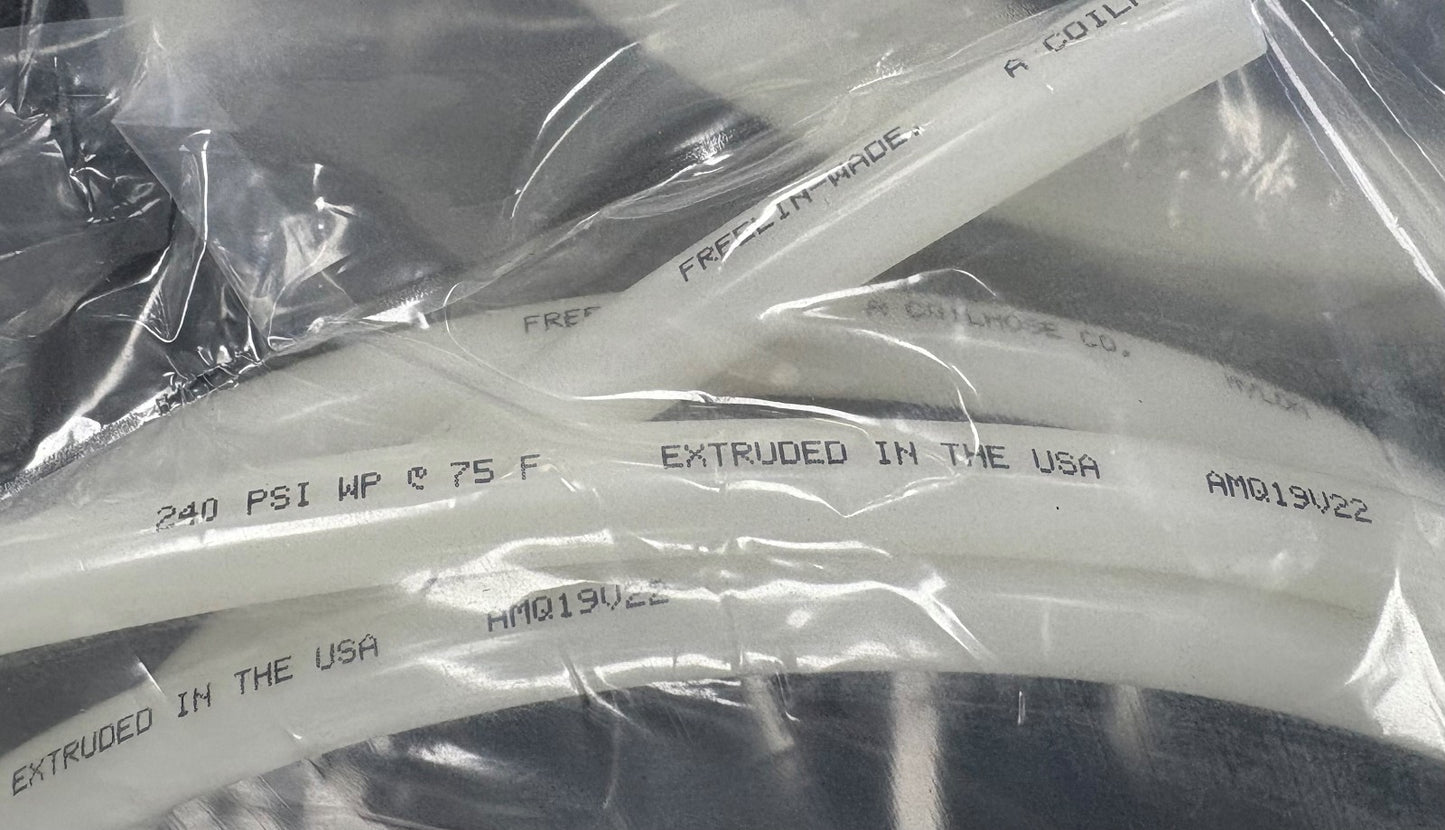 A COIL
FREELIN-WADE,
FREE
A COILHOSE CO.
NYLON
240 PSI WP @ 75 F EXTRUDED IN THE USA AMQ19V22
EXTRUDED IN THE USA AMQ19V22